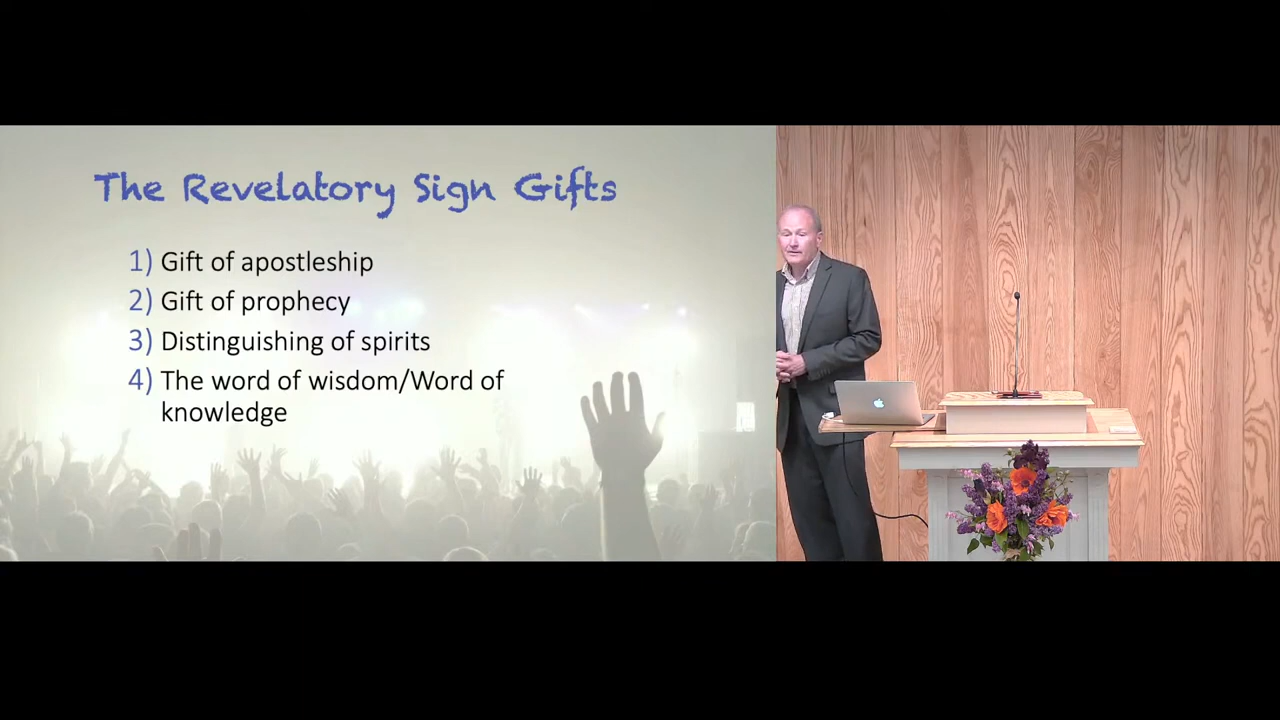 The Revelatory Sign Gifts
1) Gift of apostleship
2) Gift of prophecy
3) Distinguishing of spirits
4) The word of wisdom/Word of
knowledge